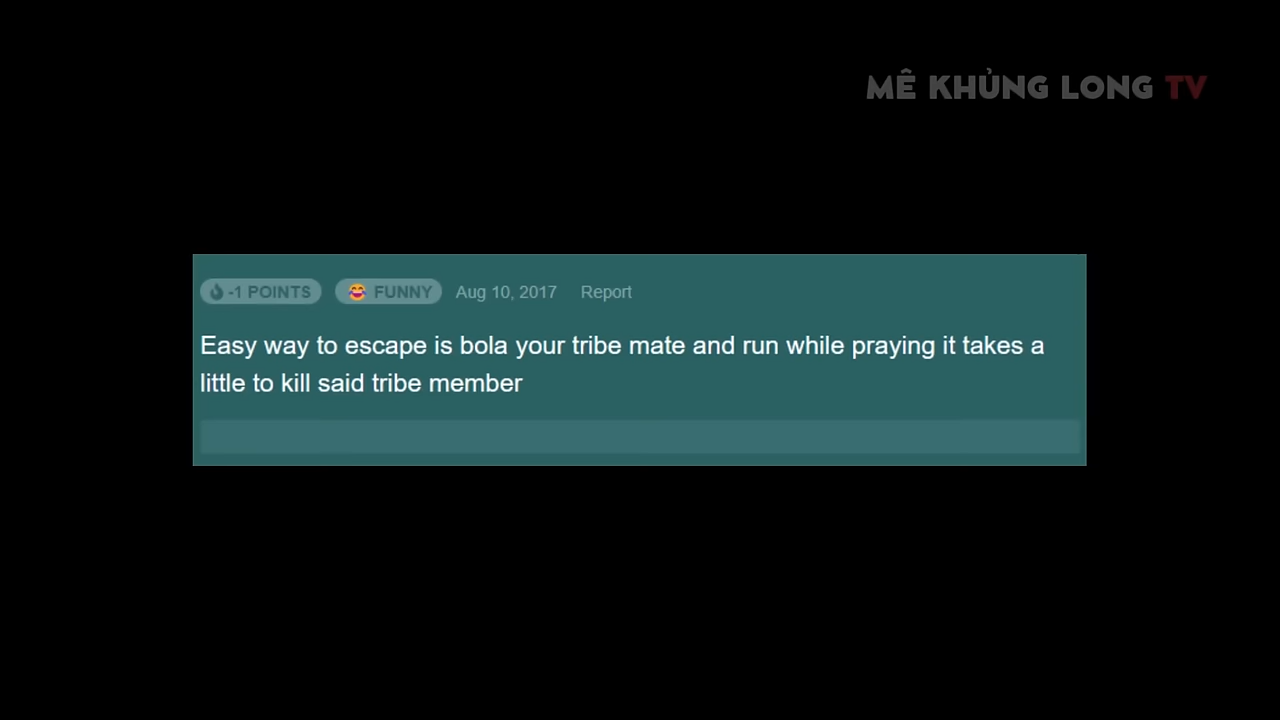 MÊ KHỦNG LONG TV
-1 POINTS FUNNY Aug 10, 2017 Report
Easy way to escape is bola your tribe mate and run while praying it takes a
little to kill said tribe member